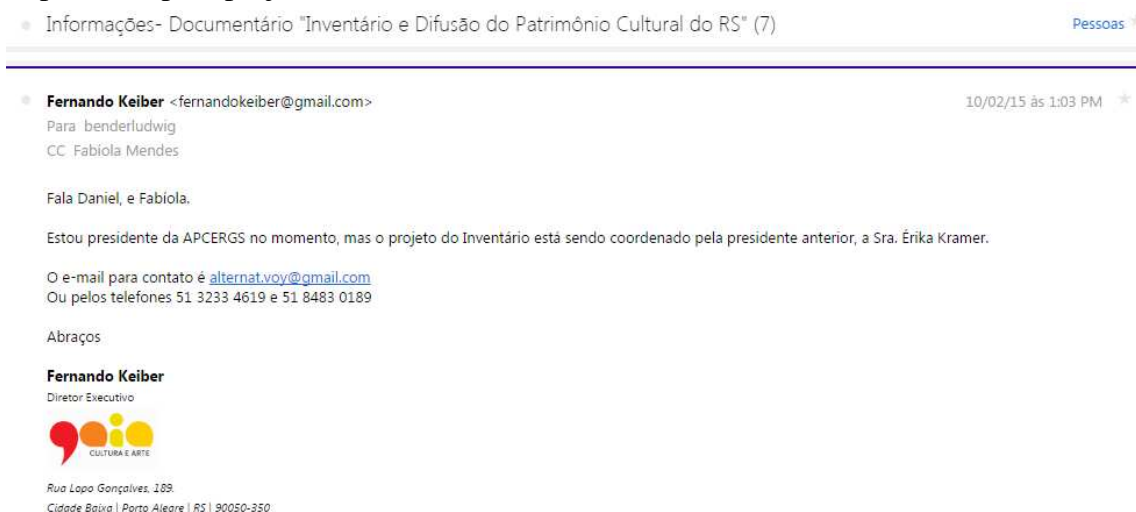 Informações- Documentário "Inventário e Difusão do Patrimônio Cultural do RS" (7)
Pessoas
Fernando Keiber <fernandokeiber@gmail.com>
10/02/15 às 1:03 PM
Para benderludwig
CC Fabíola Mendes
Fala Daniel, e Fabíola.
Estou presidente da APCERGS no momento, mas o projeto do Inventário está sendo coordenado pela presidente anterior, a Sra. Érika Kramer.
O e-mail para contato é alternat.voy@gmail.com
Ou pelos telefones 51 3233 4619 e 51 8483 0189
Abraços
Fernando Keiber
Diretor Executivo
gaia
CULTURA E ARTE
Rua Lopo Gonçalves, 189.
Cidade Baixa | Porto Alegre | RS | 90050-350